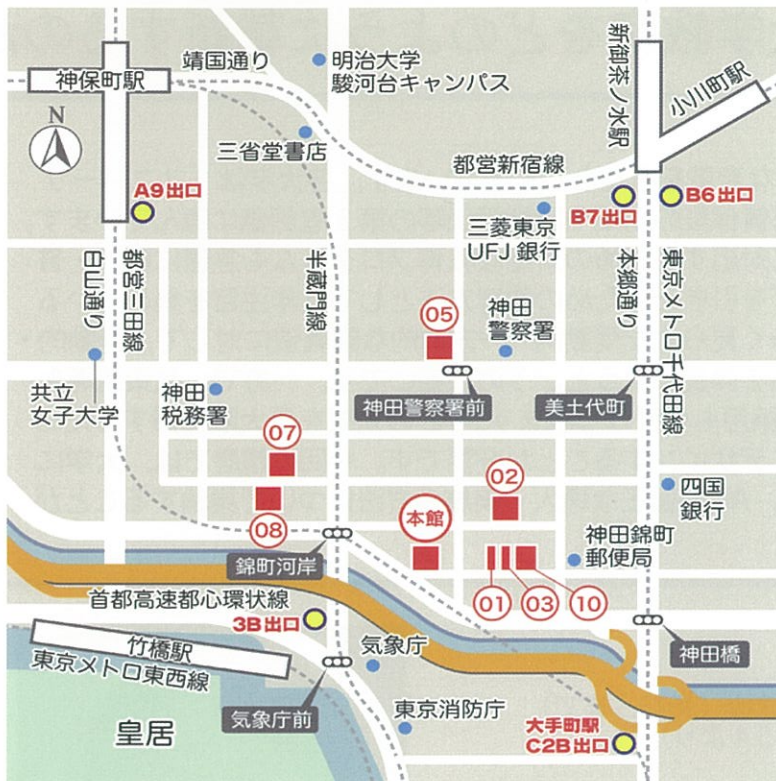 靖国通り
明治大学
駿河台キャンパス
新御茶ノ水駅
小川町駅
神保町駅
N
三省堂書店
都営新宿線
A9出口
B7出口
B6出口
三菱東京
UFJ銀行
白山通り
都営三田線
半蔵門線
本郷通り
東京メトロ千代田線
05
神田
警察署
共立
女子大学
神田
税務署
神田警察署前
美土代町
07
02
四国
銀行
08
本館
神田錦町
郵便局
錦町河岸
首都高速都心環状線
01
03
10
3B出口
竹橋駅
東京メトロ東西線
気象庁
神田橋
気象庁前
東京消防庁
皇居
大手町駅
C2B出口